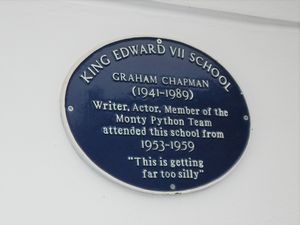 KING EDWARD VII SCHOOL
GRAHAM CHAPMAN
(1941-1989)
Writer, Actor, Member of the
Monty Python Team
attended this school from
1953-1959
"This is getting
far too silly"